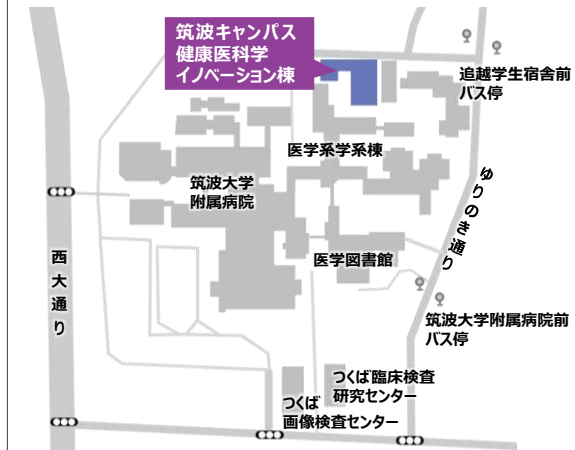 筑波キャンパス
健康医科学
イノベーション棟
追越学生宿舎前
バス停
医学系学系棟
筑波大学
附属病院
ゆりのき通り
西大通り
医学図書館
筑波大学附属病院前
バス停
つくば臨床検査
研究センター
つくば
画像検査センター